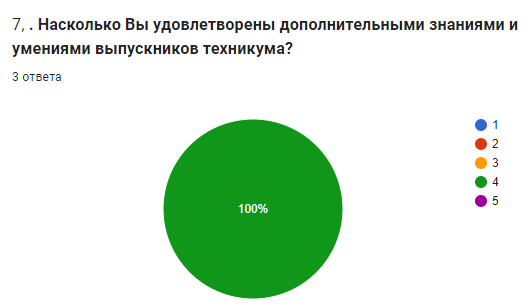 7, . Насколько Вы удовлетворены дополнительными знаниями и
умениями выпускников техникума?
3 ответа
100%
1
2
3
4
5